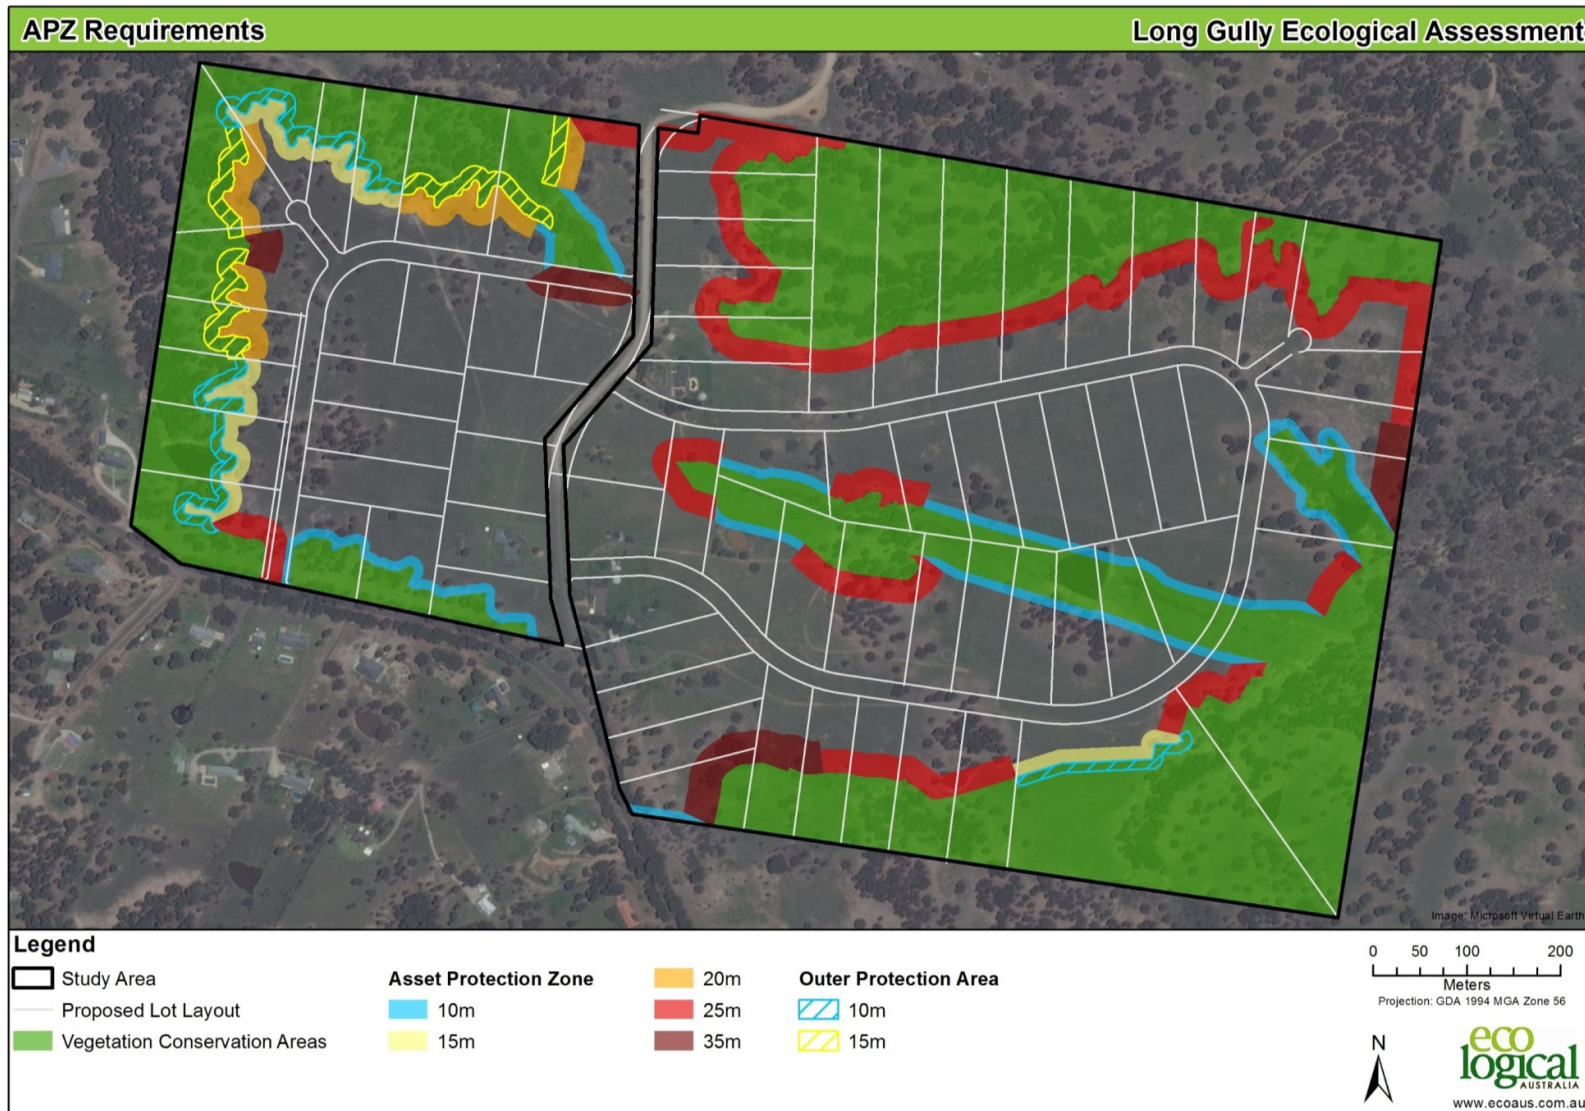 APZ Requirements
Long Gully Ecological Assessment
Image: Microsoft Virtual Earth
Legend
Study Area
Proposed Lot Layout
Vegetation Conservation Areas
Asset Protection Zone
10m
15m
20m
25m
35m
Outer Protection Area
10m
15m
0 50 100 200
Meters
Projection: GDA 1994 MGA Zone 56
N
eco
logical
AUSTRALIA
www.ecoaus.com.au